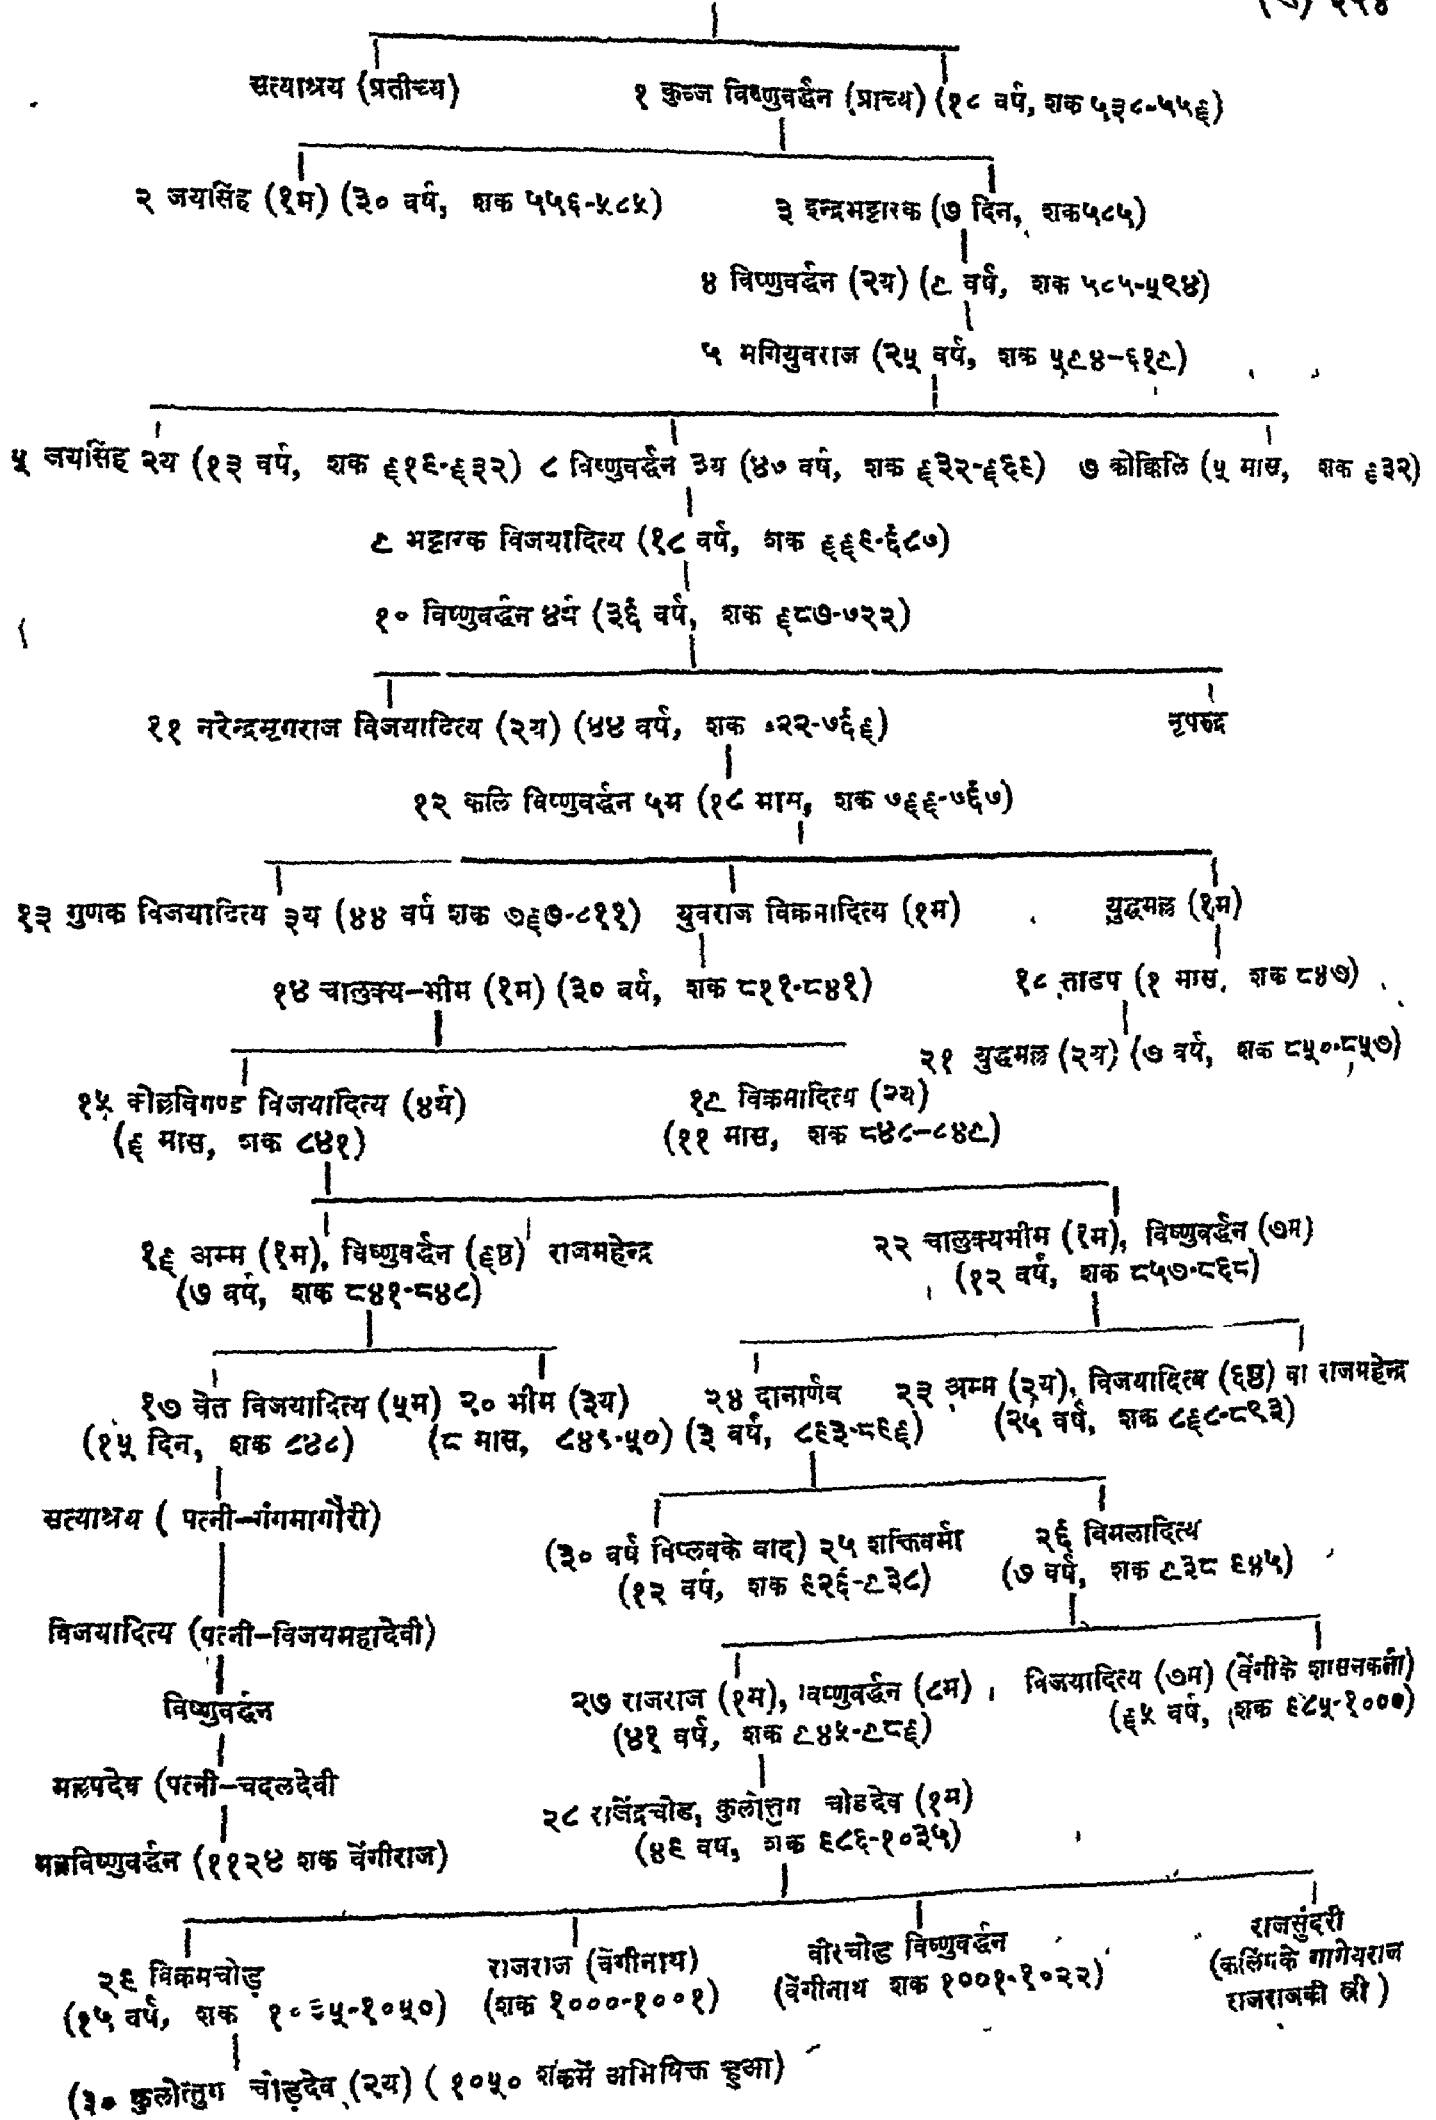 सत्याश्रय (प्रतीच्य) १ कुब्ज विष्णुवर्द्धन (प्राच्य) (१८ वर्ष, शक ५३८-५५६)
२ जयसिंह (१म) (३० वर्ष, शक ५५६-५८५) ३ इन्द्रभट्टारक (७ दिन, शक५८५)
४ विष्णुवर्द्धन (२य) (९ वर्ष, शक ५८५-५९४)
५ मगियुवराज (२५ वर्ष, शक ५९४-६१९)
५ जयसिंह २य (१३ वर्ष, शक ६१९-६३२) ८ विष्णुवर्द्धन ३य (४७ वर्ष, शक ६३२-६६९) ७ कोक्किलि (५ मास, शक ६३२)
९ भट्टारक विजयादित्य (१८ वर्ष, शक ६६९-६८७)
१० विष्णुवर्द्धन ४र्थ (३६ वर्ष, शक ६८७-७२२)
११ नरेन्द्रमृगराज विजयादित्य (२य) (४४ वर्ष, शक २२-७६६) नृपरुद्र
१२ कलि विष्णुवर्द्धन ५म (१८ मास, शक ७६६-७६७)
१३ गुणक विजयादित्य ३य (४४ वर्ष शक ७६७-८११) युवराज विक्रमादित्य (१म) युद्धमल्ल (१म)
१४ चालुक्य-भीम (१म) (३० वर्ष, शक ८११-८४१) १८ ताडप (१ मास, शक ८४७)
२१ युद्धमल्ल (२य) (७ वर्ष, शक ८५०-८५७)
१५ कोल्लविगण्ड विजयादित्य (४र्थ) १९ विक्रमादित्य (२य)
(६ मास, शक ८४१) (११ मास, शक ८४८-८४९)
१६ अम्म (१म), विष्णुवर्द्धन (६ष्ठ) राजमहेन्द्र २२ चालुक्यभीम (१म), विष्णुवर्द्धन (७म)
(७ वर्ष, शक ८४१-८४८) (१२ वर्ष, शक ८५७-८६८)
१७ वेत विजयादित्य (५म) २० भीम (३य) २४ दानार्णव २३ अम्म (२य), विजयादित्य (६ष्ठ) वा राजमहेन्द्र
(१५ दिन, शक ८४८) (८ मास, ८४९-५०) (३ वर्ष, ८९३-८९६) (२५ वर्ष, शक ८६८-८९३)
सत्याश्रय ( पत्नी-गंगमागौरी)
(३० वर्ष विप्लवके बाद) २५ शक्तिवर्मा २६ विमलादित्य
(१२ वर्ष, शक ९२६-९३८) (७ वर्ष, शक ९३८ ९४५)
विजयादित्य (पत्नी-विजयमहादेवी)
विष्णुवर्द्धन २७ राजराज (१म), विष्णुवर्द्धन (८म) विजयादित्य (७म) (वेंगीके शासनकर्ता)
(४१ वर्ष, शक ९४५-९८६) (६५ वर्ष, शक ९८५-१०००)
मल्लपदेव (पत्नी-चदलदेवी
२८ राजेंद्रचोड, कुलोत्तुग चोडदेव (१म)
मल्लविष्णुवर्द्धन (११२४ शक वेंगीराज) (४९ वर्ष, शक ९८६-१०३५)
२९ विक्रमचोड़ राजराज (वेंगीनाथ) वीरचोड विष्णुवर्द्धन राजसुंदरी
(१५ वर्ष, शक १०३५-१०५०) (शक १०००-१००१) (वेंगीनाथ शक १००१-१०२२) (कलिंगके गागेयराज
राजराजकी स्त्री )
(३० कुलोत्तुग चोड़देव (२य) ( १०५० शकमें अभिषिक्त हुआ)